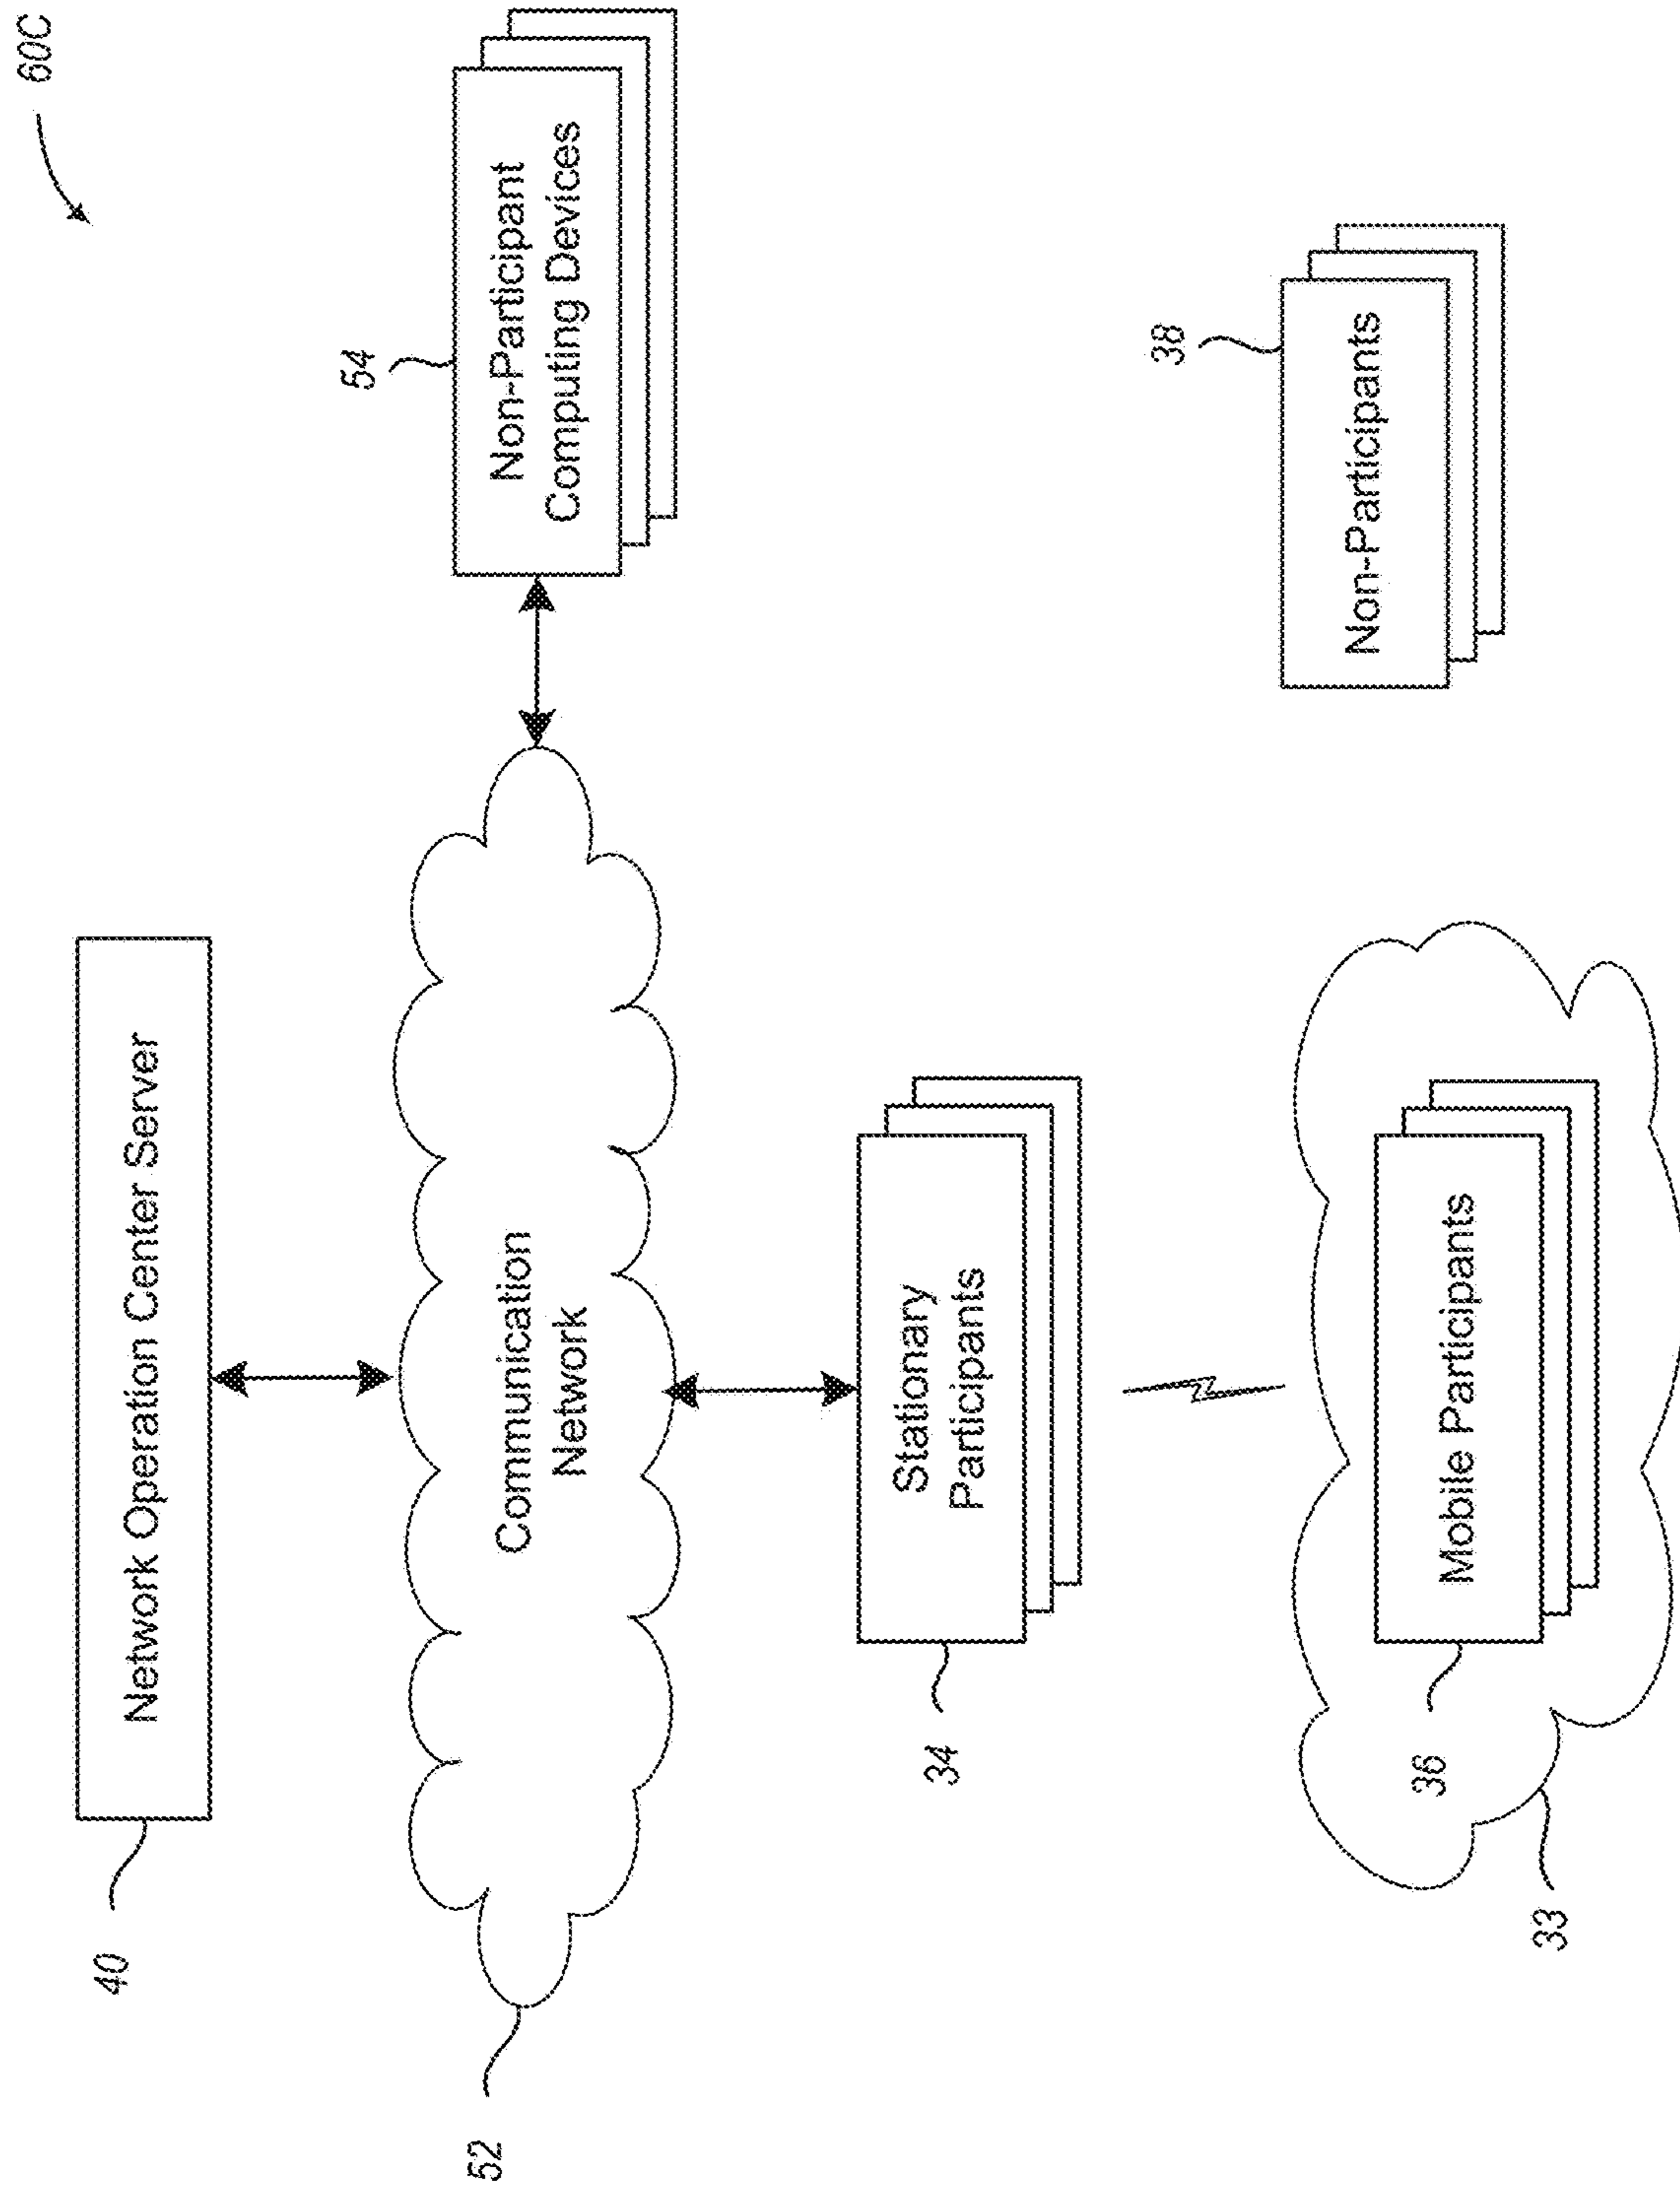 60C
40
Network Operation Center Server
52
Communication
Network
54
Non-Participant
Computing Devices
34
Stationary
Participants
38
Non-Participants
36
Mobile Participants
33